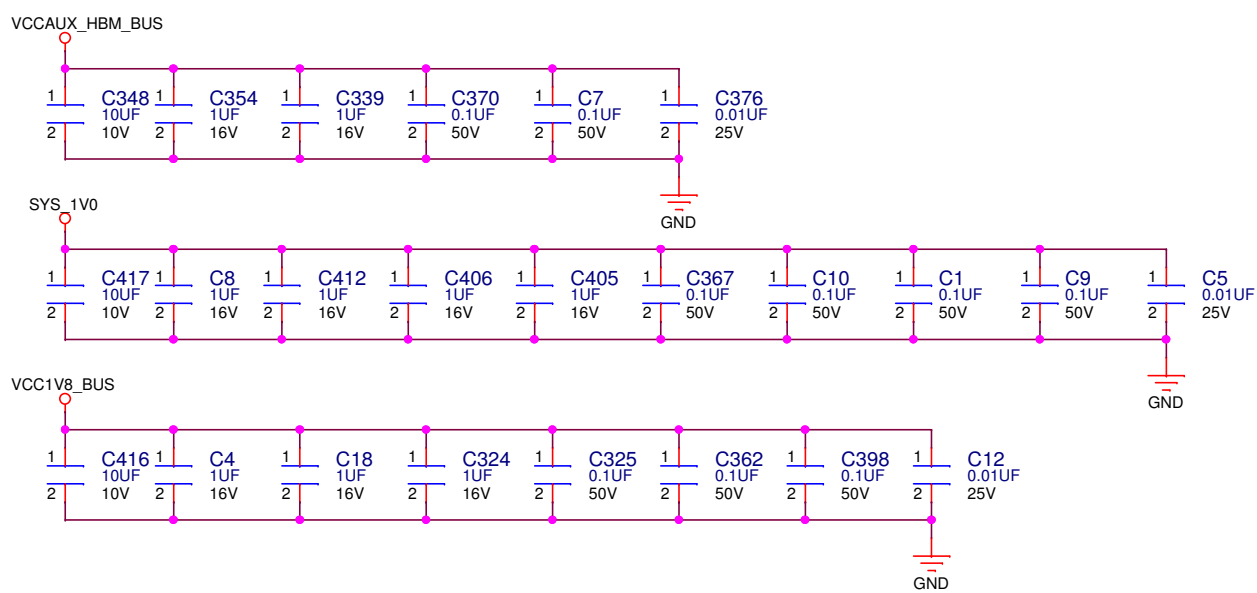 VCCAUX_HBM_BUS
1 C348 1 C354 1 C339 1 C370 1 C7 1 C376
10UF 1UF 1UF 0.1UF 0.1UF 0.01UF
2 10V 2 16V 2 16V 2 50V 2 50V 2 25V
GND
SYS_1V0
1 C417 1 C8 1 C412 1 C406 1 C405 1 C367 1 C10 1 C1 1 C9 1 C5
10UF 1UF 1UF 1UF 1UF 0.1UF 0.1UF 0.1UF 0.1UF 0.01UF
2 10V 2 16V 2 16V 2 16V 2 16V 2 50V 2 50V 2 50V 2 50V 2 25V
GND
VCC1V8_BUS
1 C416 1 C4 1 C18 1 C324 1 C325 1 C362 1 C398 1 C12
10UF 1UF 1UF 1UF 0.1UF 0.1UF 0.1UF 0.01UF
2 10V 2 16V 2 16V 2 16V 2 50V 2 50V 2 50V 2 25V
GND